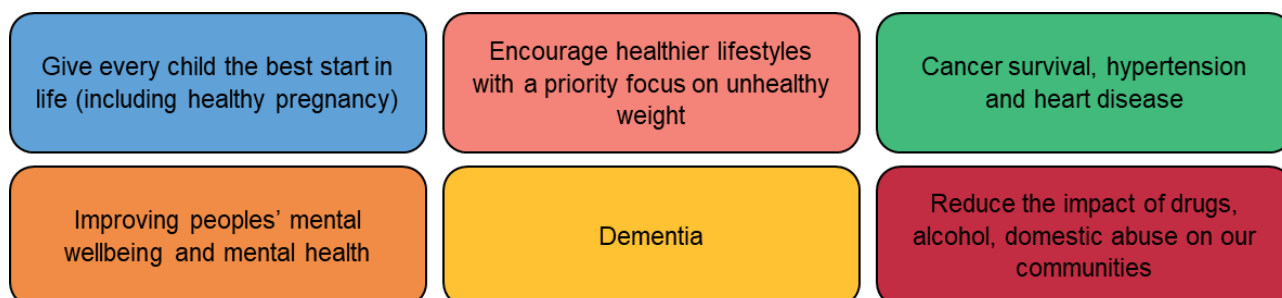 Give every child the best start in
life (including healthy pregnancy)
Encourage healthier lifestyles
with a priority focus on unhealthy
weight
Cancer survival, hypertension
and heart disease
Improving peoples’ mental
wellbeing and mental health
Dementia
Reduce the impact of drugs,
alcohol, domestic abuse on our
communities